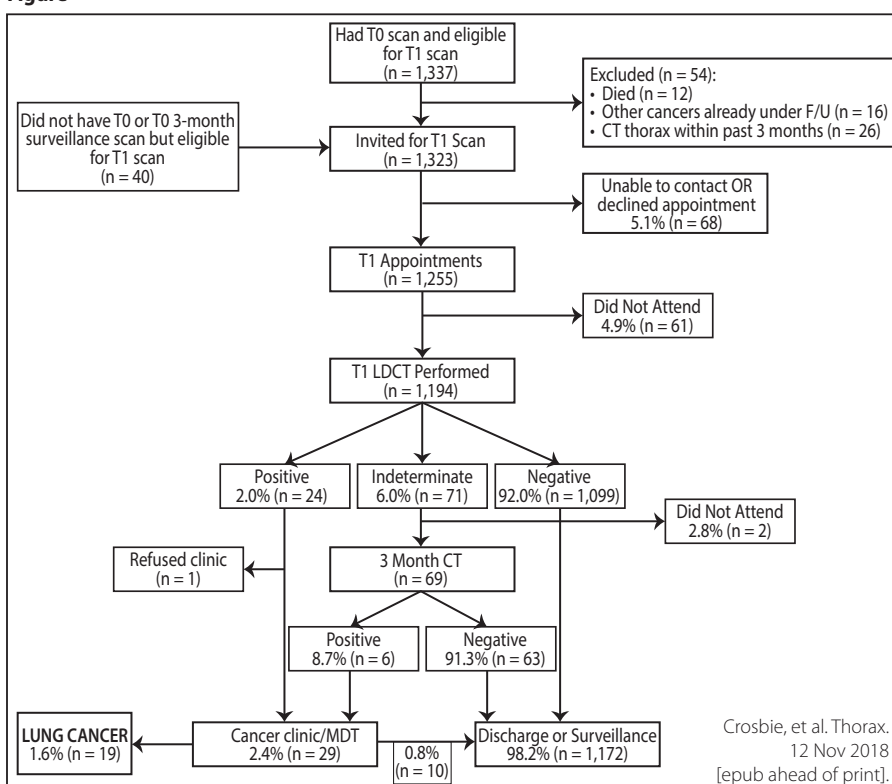 Figure
Had T0 scan and eligible
for T1 scan
(n = 1,337)
Excluded (n = 54):
• Died (n = 12)
• Other cancers already under F/U (n = 16)
• CT thorax within past 3 months (n = 26)
Did not have T0 or T0 3-month
surveillance scan but eligible
for T1 scan
(n = 40)
Invited for T1 Scan
(n = 1,323)
Unable to contact OR
declined appointment
5.1% (n = 68)
T1 Appointments
(n = 1,255)
Did Not Attend
4.9% (n = 61)
T1 LDCT Performed
(n = 1,194)
Positive
2.0% (n = 24)
Indeterminate
6.0% (n = 71)
Negative
92.0% (n = 1,099)
Did Not Attend
2.8% (n = 2)
Refused clinic
(n = 1)
3 Month CT
(n = 69)
Positive
8.7% (n = 6)
Negative
91.3% (n = 63)
LUNG CANCER
1.6% (n = 19)
Cancer clinic/MDT
2.4% (n = 29)
0.8%
(n = 10)
Discharge or Surveillance
98.2% (n = 1,172)
Crosbie, et al. Thorax.
12 Nov 2018
[epub ahead of print].